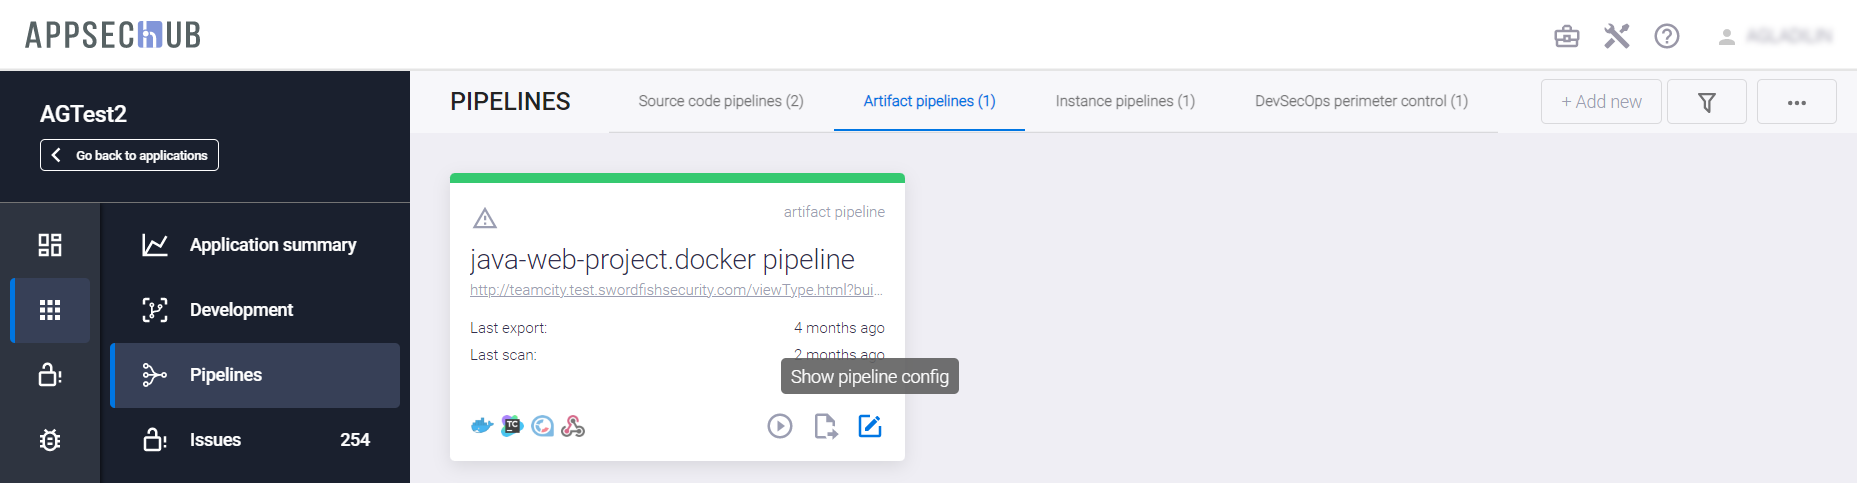 APPSECHUB
AGTest2
Go back to applications
Application summary
Development
Pipelines
Issues 254
PIPELINES
Source code pipelines (2)
Artifact pipelines (1)
Instance pipelines (1)
DevSecOps perimeter control (1)
+ Add new
artifact pipeline
java-web-project.docker pipeline
http://teamcity.test.swordfishsecurity.com/viewType.html?bui...
Last export: 4 months ago
Last scan: 2 months ago
Show pipeline config
TC